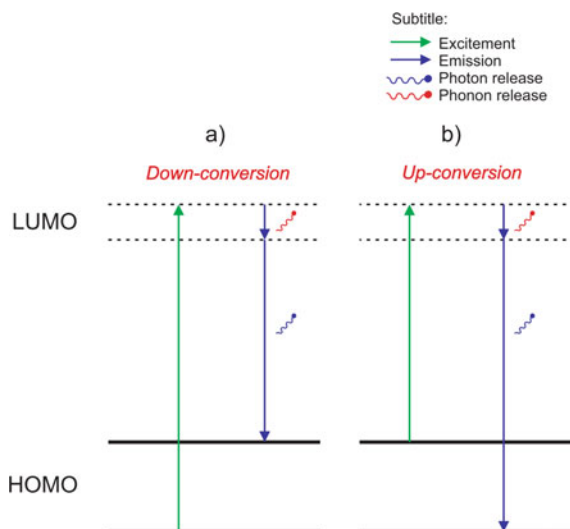 Subtitle:
Excitement
Emission
Photon release
Phonon release
a)
b)
Down-conversion
Up-conversion
LUMO
HOMO